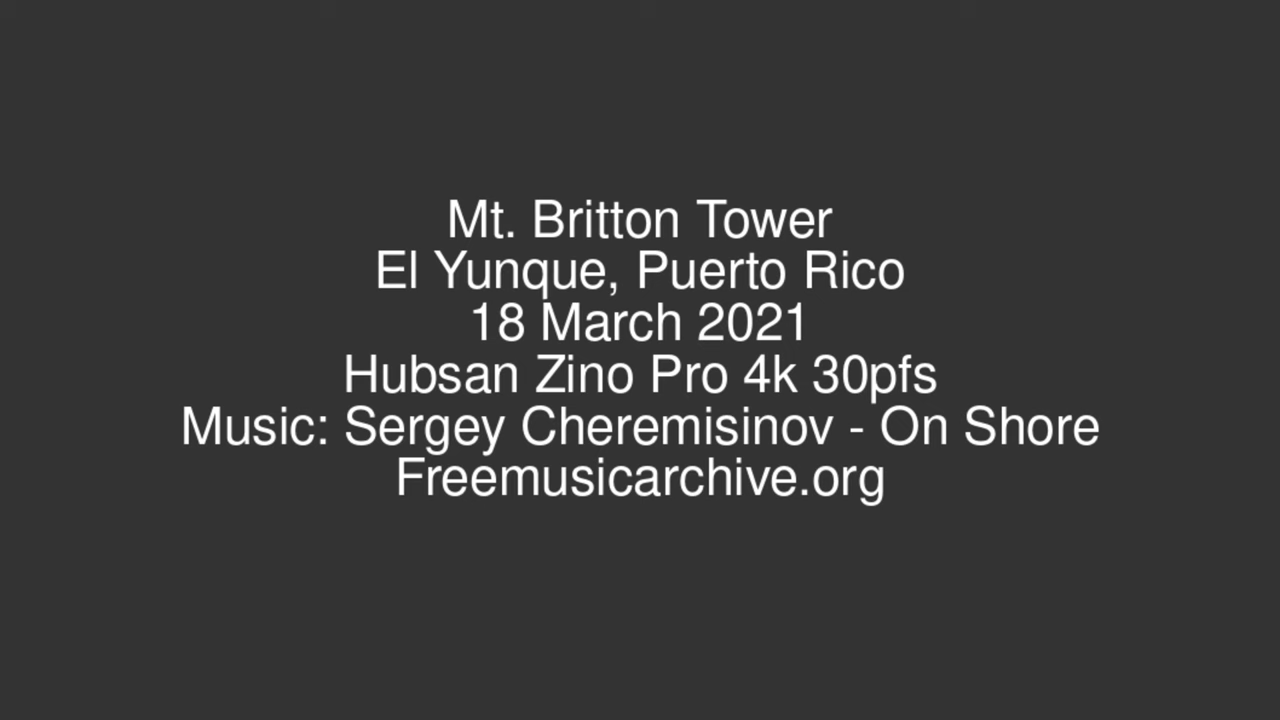 Mt. Britton Tower
El Yunque, Puerto Rico
18 March 2021
Hubsan Zino Pro 4k 30pfs
Music: Sergey Cheremisinov - On Shore
Freemusicarchive.org